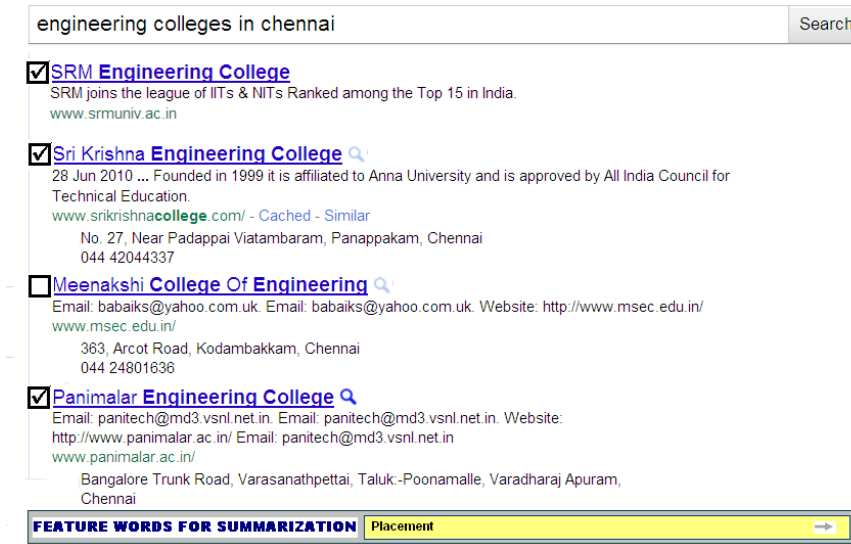 engineering colleges in chennai Search
SRM Engineering College
SRM joins the league of IITs & NITs Ranked among the Top 15 in India.
www.srmuniv.ac.in
Sri Krishna Engineering College
28 Jun 2010 ... Founded in 1999 it is affiliated to Anna University and is approved by All India Council for
Technical Education.
www.srikrishnacollege.com/ - Cached - Similar
No. 27, Near Padappai Viatambaram, Panappakam, Chennai
044 42044337
Meenakshi College Of Engineering
Email: babaiks@yahoo.com.uk. Email: babaiks@yahoo.com.uk. Website: http://www.msec.edu.in/
www.msec.edu.in/
363, Arcot Road, Kodambakkam, Chennai
044 24801636
Panimalar Engineering College
Email: panitech@md3.vsnl.net.in. Email: panitech@md3.vsnl.net.in. Website:
http://www.panimalar.ac.in/ Email: panitech@md3.vsnl.net.in
www.panimalar.ac.in/
Bangalore Trunk Road, Varasanathpettai, Taluk:-Poonamalle, Varadharaj Apuram,
Chennai
FEATURE WORDS FOR SUMMARIZATION Placement